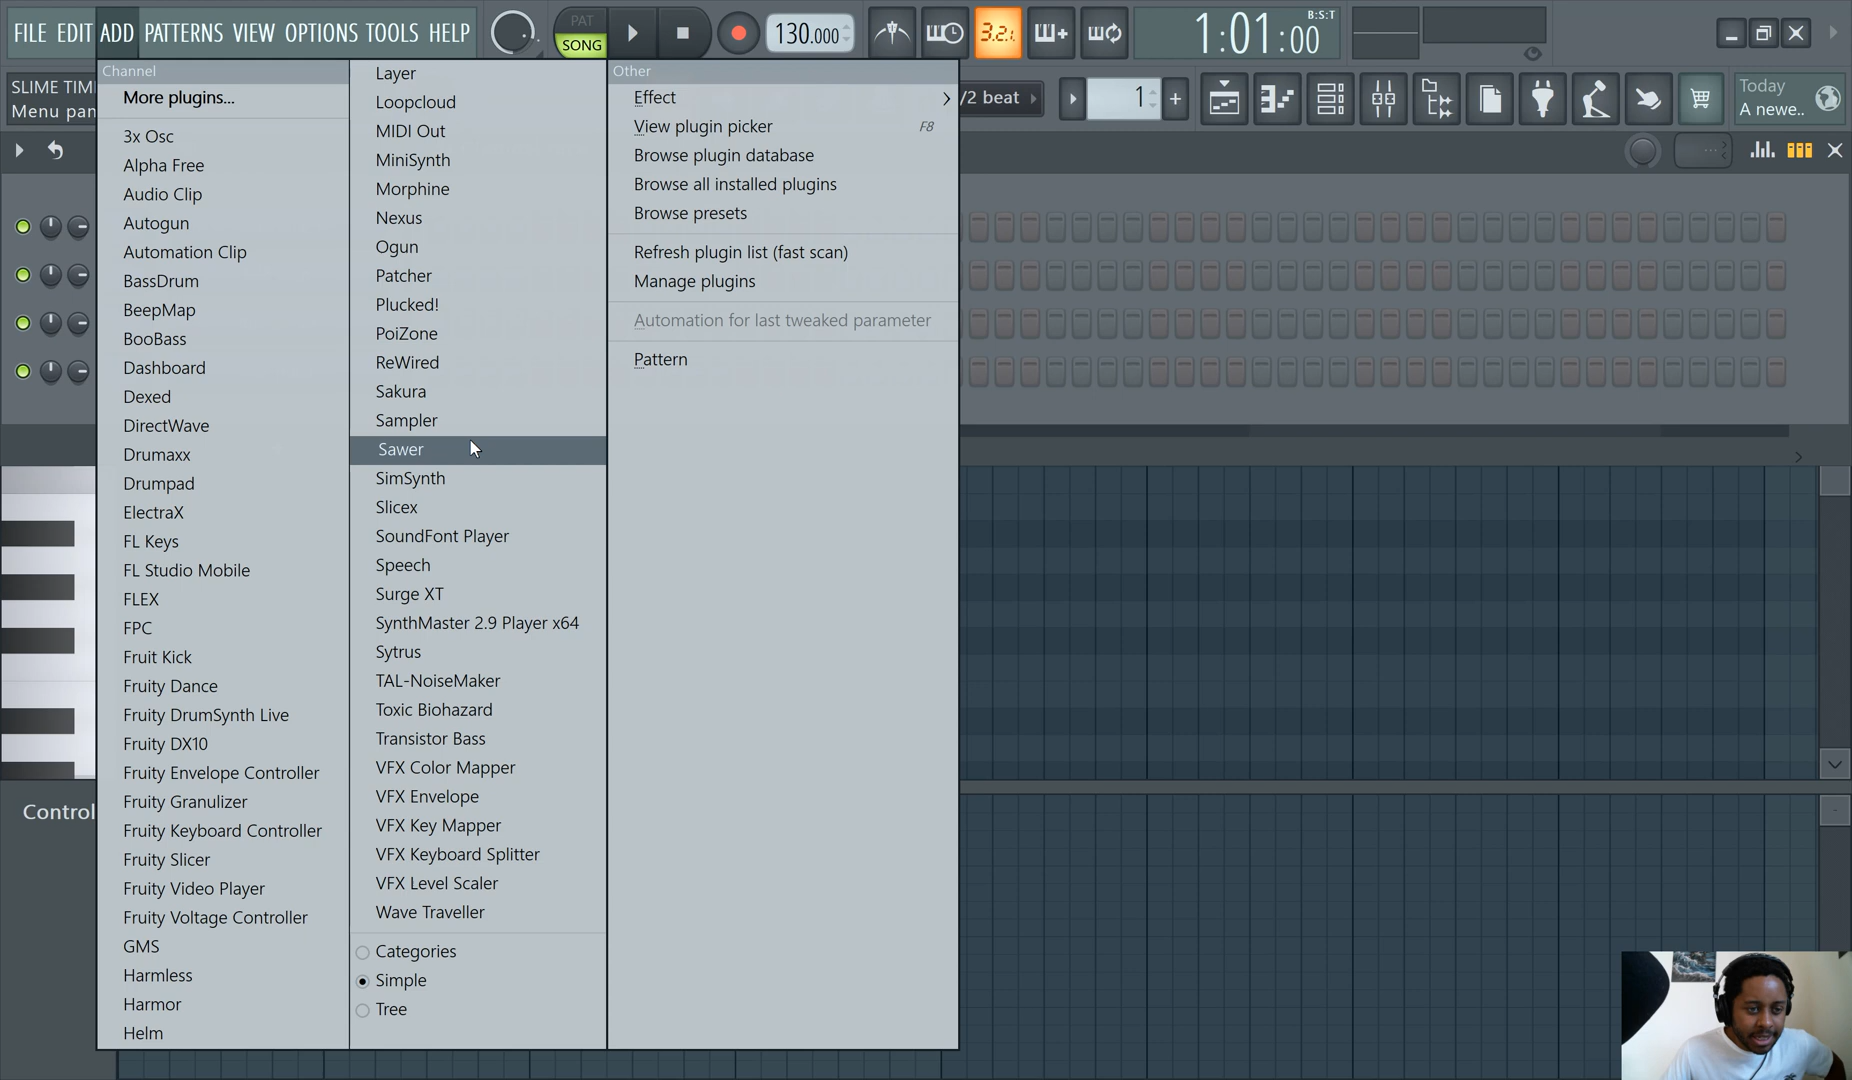 FILE EDIT ADD PATTERNS VIEW OPTIONS TOOLS HELP
PAT
SONG
130.000
3.2.
1:01:00
B:S:T
SLIME TIM
Menu pan
/2 beat
1
Today
A newe..
Channel
More plugins...
3x Osc
Alpha Free
Audio Clip
Autogun
Automation Clip
BassDrum
BeepMap
BooBass
Dashboard
Dexed
DirectWave
Drumaxx
Drumpad
ElectraX
FL Keys
FL Studio Mobile
FLEX
FPC
Fruit Kick
Fruity Dance
Fruity DrumSynth Live
Fruity DX10
Fruity Envelope Controller
Fruity Granulizer
Fruity Keyboard Controller
Fruity Slicer
Fruity Video Player
Fruity Voltage Controller
GMS
Harmless
Harmor
Helm
Layer
Loopcloud
MIDI Out
MiniSynth
Morphine
Nexus
Ogun
Patcher
Plucked!
PoiZone
ReWired
Sakura
Sampler
Sawer
SimSynth
Slicex
SoundFont Player
Speech
Surge XT
SynthMaster 2.9 Player x64
Sytrus
TAL-NoiseMaker
Toxic Biohazard
Transistor Bass
VFX Color Mapper
VFX Envelope
VFX Key Mapper
VFX Keyboard Splitter
VFX Level Scaler
Wave Traveller
Categories
Simple
Tree
Other
Effect
View plugin picker F8
Browse plugin database
Browse all installed plugins
Browse presets
Refresh plugin list (fast scan)
Manage plugins
Automation for last tweaked parameter
Pattern
Control